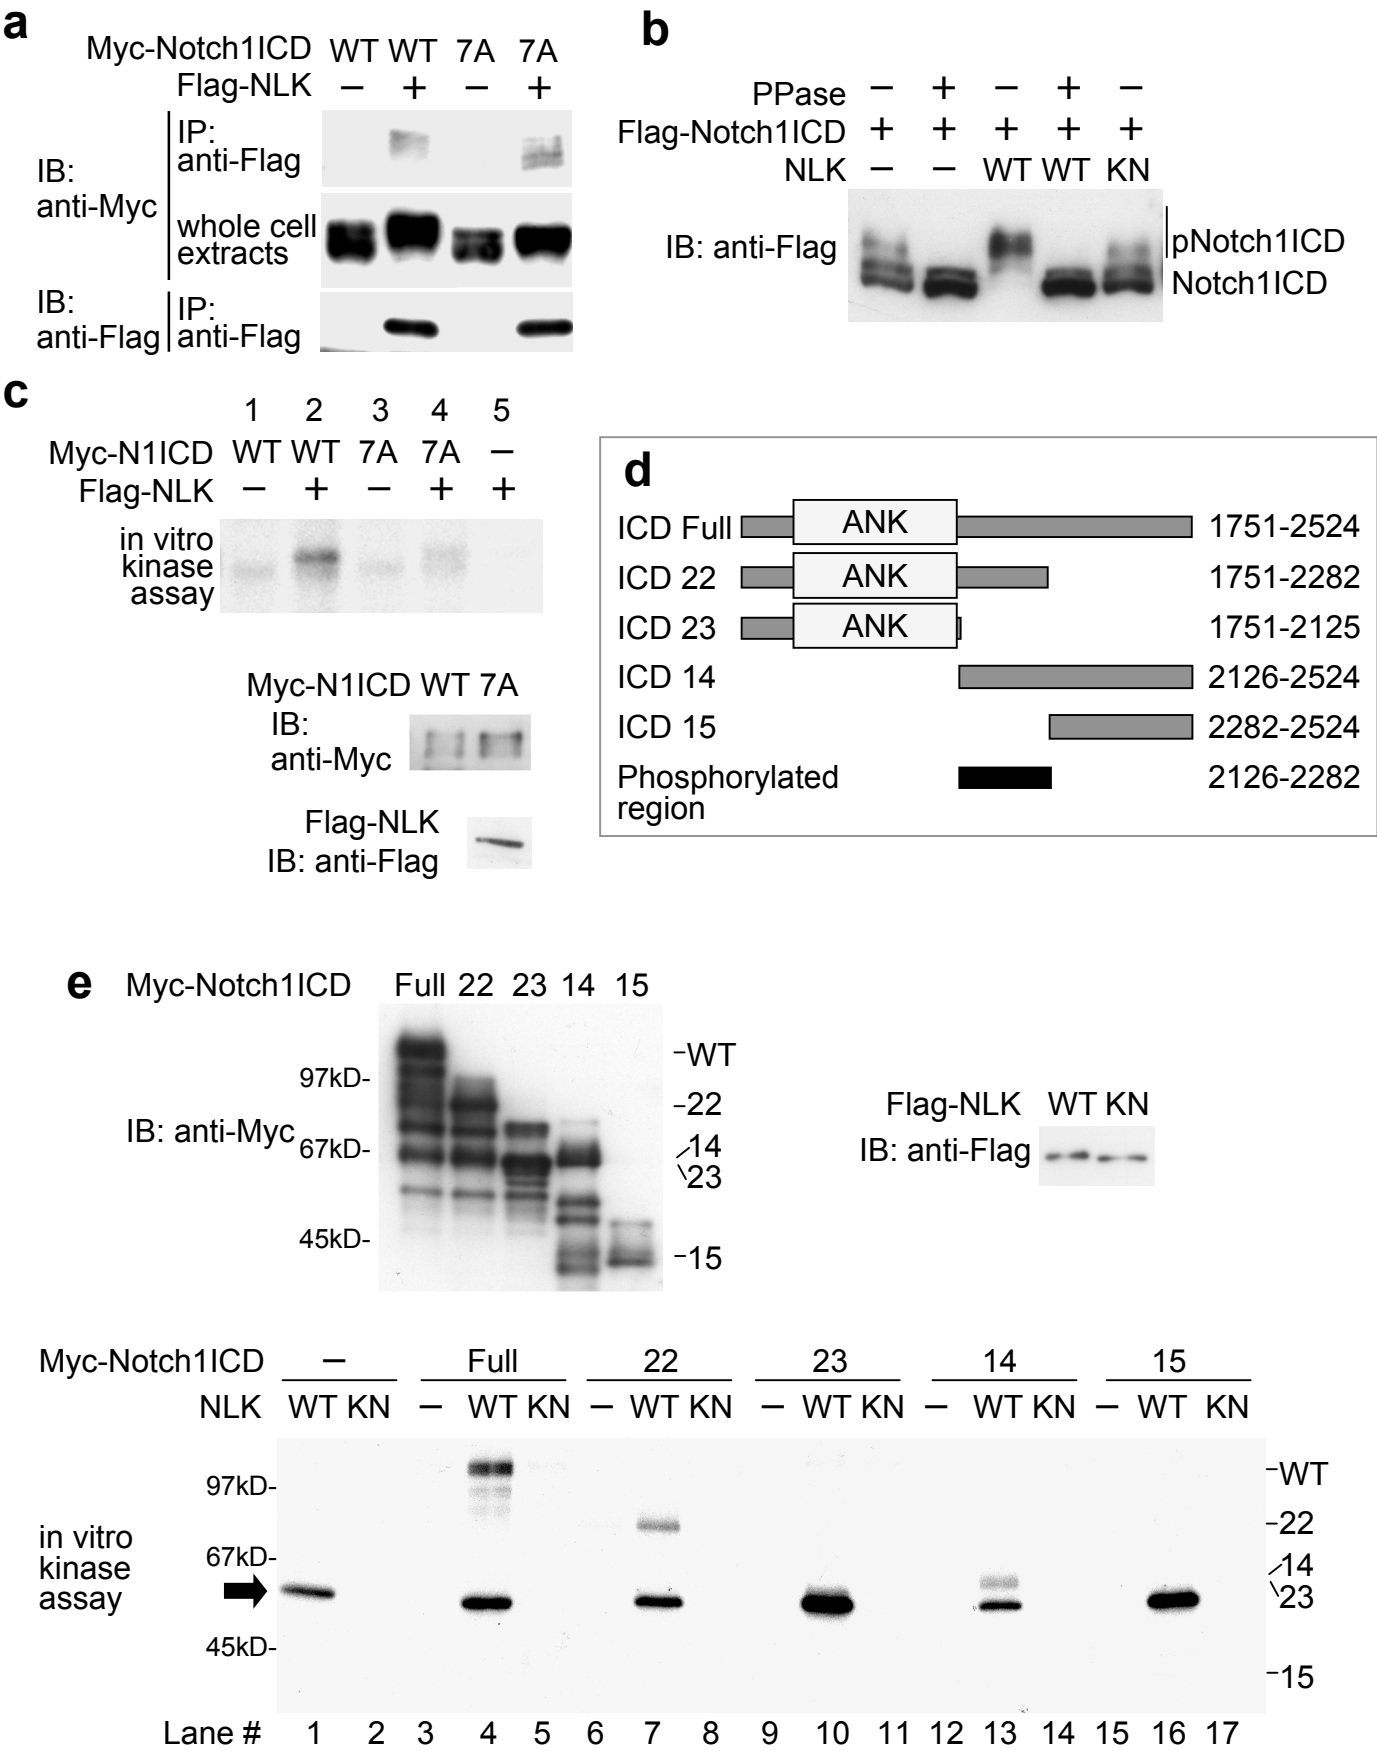 a
Myc-Notch1ICD WT WT 7A 7A
Flag-NLK − + − +
IB:
anti-Myc
IP:
anti-Flag
whole cell
extracts
IB:
anti-Flag
IP:
anti-Flag
b
PPase − + − + −
Flag-Notch1ICD + + + + +
NLK − − WT WT KN
IB: anti-Flag
pNotch1ICD
Notch1ICD
c
1 2 3 4 5
Myc-N1ICD WT WT 7A 7A −
Flag-NLK − + − + +
in vitro
kinase
assay
Myc-N1ICD WT 7A
IB:
anti-Myc
Flag-NLK
IB: anti-Flag
d
ICD Full ANK 1751-2524
ICD 22 ANK 1751-2282
ICD 23 ANK 1751-2125
ICD 14 2126-2524
ICD 15 2282-2524
Phosphorylated 2126-2282
region
e
Myc-Notch1ICD Full 22 23 14 15
IB: anti-Myc
97kD-
67kD-
45kD-
-WT
-22
14
23
-15
Flag-NLK WT KN
IB: anti-Flag
Myc-Notch1ICD − Full 22 23 14 15
NLK WT KN − WT KN − WT KN − WT KN − WT KN − WT KN
in vitro
kinase
assay
97kD-
67kD-
45kD-
-WT
-22
14
23
-15
Lane # 1 2 3 4 5 6 7 8 9 10 11 12 13 14 15 16 17